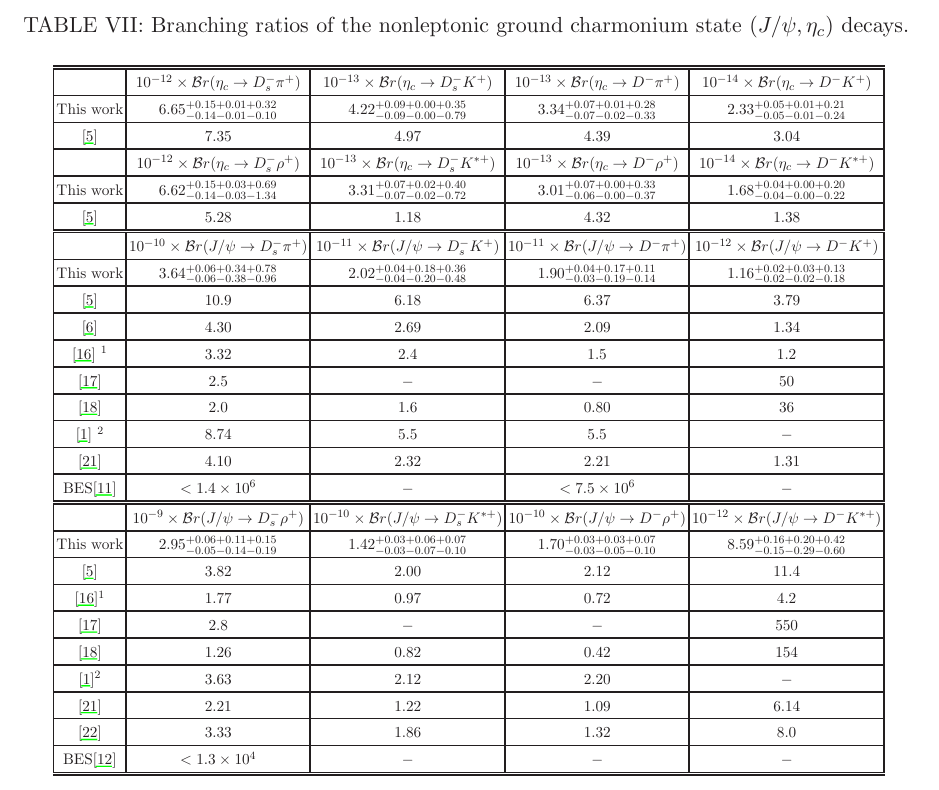 TABLE VII: Branching ratios of the nonleptonic ground charmonium state (J/ψ, η_c) decays.
10^{−12} × Br(η_c → D_s^− π^+) 10^{−13} × Br(η_c → D_s^− K^+) 10^{−13} × Br(η_c → D^− π^+) 10^{−14} × Br(η_c → D^− K^+)
This work 6.65^{+0.15+0.01+0.32}_{−0.14−0.01−0.10} 4.22^{+0.09+0.00+0.35}_{−0.09−0.00−0.79} 3.34^{+0.07+0.01+0.28}_{−0.07−0.02−0.33} 2.33^{+0.05+0.01+0.21}_{−0.05−0.01−0.24}
[5] 7.35 4.97 4.39 3.04
10^{−12} × Br(η_c → D_s^− ρ^+) 10^{−13} × Br(η_c → D_s^− K^{*+}) 10^{−13} × Br(η_c → D^− ρ^+) 10^{−14} × Br(η_c → D^− K^{*+})
This work 6.62^{+0.15+0.03+0.69}_{−0.14−0.03−1.34} 3.31^{+0.07+0.02+0.40}_{−0.07−0.02−0.72} 3.01^{+0.07+0.00+0.33}_{−0.06−0.00−0.37} 1.68^{+0.04+0.00+0.20}_{−0.04−0.00−0.22}
[5] 5.28 1.18 4.32 1.38
10^{−10} × Br(J/ψ → D_s^− π^+) 10^{−11} × Br(J/ψ → D_s^− K^+) 10^{−11} × Br(J/ψ → D^− π^+) 10^{−12} × Br(J/ψ → D^− K^+)
This work 3.64^{+0.06+0.34+0.78}_{−0.06−0.38−0.96} 2.02^{+0.04+0.18+0.36}_{−0.04−0.20−0.48} 1.90^{+0.04+0.17+0.11}_{−0.03−0.19−0.14} 1.16^{+0.02+0.03+0.13}_{−0.02−0.02−0.18}
[5] 10.9 6.18 6.37 3.79
[6] 4.30 2.69 2.09 1.34
[16] ^1 3.32 2.4 1.5 1.2
[17] 2.5 − − 50
[18] 2.0 1.6 0.80 36
[1] ^2 8.74 5.5 5.5 −
[21] 4.10 2.32 2.21 1.31
BES[11] < 1.4 × 10^6 − < 7.5 × 10^6 −
10^{−9} × Br(J/ψ → D_s^− ρ^+) 10^{−10} × Br(J/ψ → D_s^− K^{*+}) 10^{−10} × Br(J/ψ → D^− ρ^+) 10^{−12} × Br(J/ψ → D^− K^{*+})
This work 2.95^{+0.06+0.11+0.15}_{−0.05−0.14−0.19} 1.42^{+0.03+0.06+0.07}_{−0.03−0.07−0.10} 1.70^{+0.03+0.03+0.07}_{−0.03−0.05−0.10} 8.59^{+0.16+0.20+0.42}_{−0.15−0.29−0.60}
[5] 3.82 2.00 2.12 11.4
[16]^1 1.77 0.97 0.72 4.2
[17] 2.8 − − 550
[18] 1.26 0.82 0.42 154
[1]^2 3.63 2.12 2.20 −
[21] 2.21 1.22 1.09 6.14
[22] 3.33 1.86 1.32 8.0
BES[12] < 1.3 × 10^4 − − −